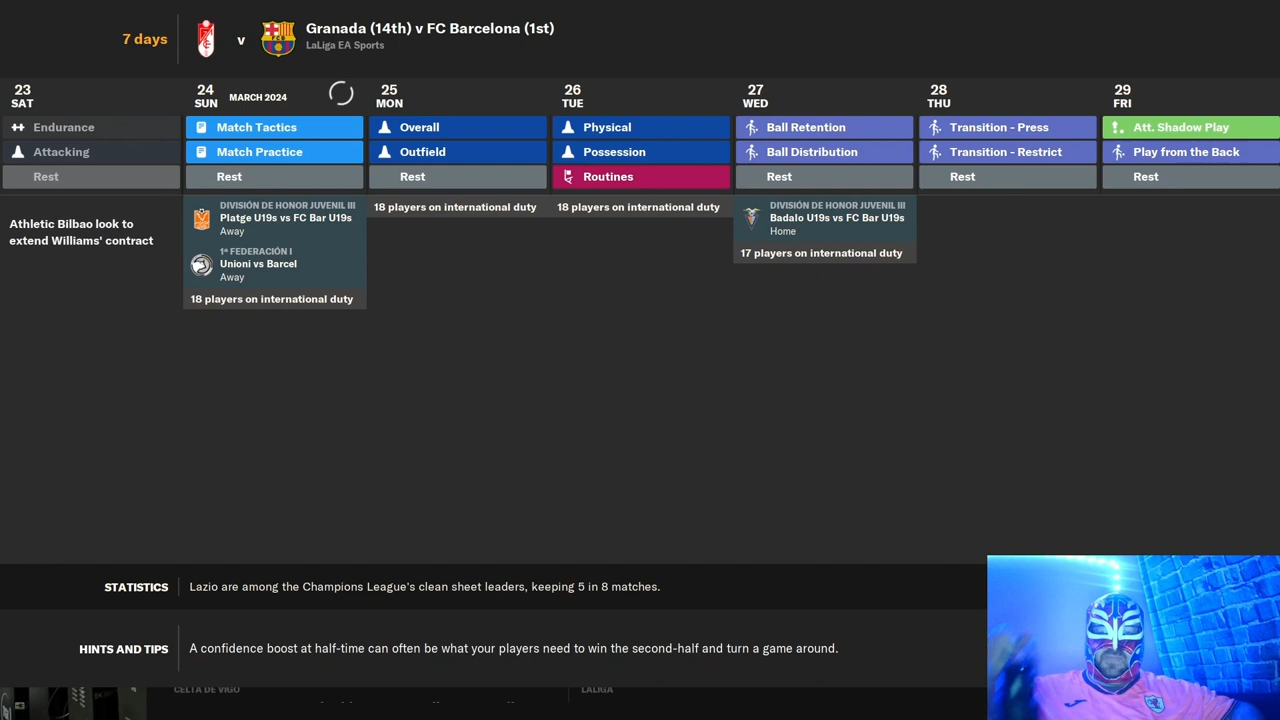 7 days
v
Granada (14th) v FC Barcelona (1st)
LaLiga EA Sports
23
SAT
24
SUN
MARCH 2024
25
MON
26
TUE
27
WED
28
THU
29
FRI
Endurance
Match Tactics
Overall
Physical
Ball Retention
Transition - Press
Att. Shadow Play
Attacking
Match Practice
Outfield
Possession
Ball Distribution
Transition - Restrict
Play from the Back
Rest
Rest
Rest
Routines
Rest
Rest
Rest
Athletic Bilbao look to
extend Williams' contract
DIVISIÓN DE HONOR JUVENIL III
Platge U19s vs FC Bar U19s
Away
1ª FEDERACIÓN I
Unioni vs Barcel
Away
18 players on international duty
18 players on international duty
18 players on international duty
DIVISIÓN DE HONOR JUVENIL III
Badalo U19s vs FC Bar U19s
Home
17 players on international duty
STATISTICS
Lazio are among the Champions League's clean sheet leaders, keeping 5 in 8 matches.
HINTS AND TIPS
A confidence boost at half-time can often be what your players need to win the second-half and turn a game around.
CELTA DE VIGO
LALIGA